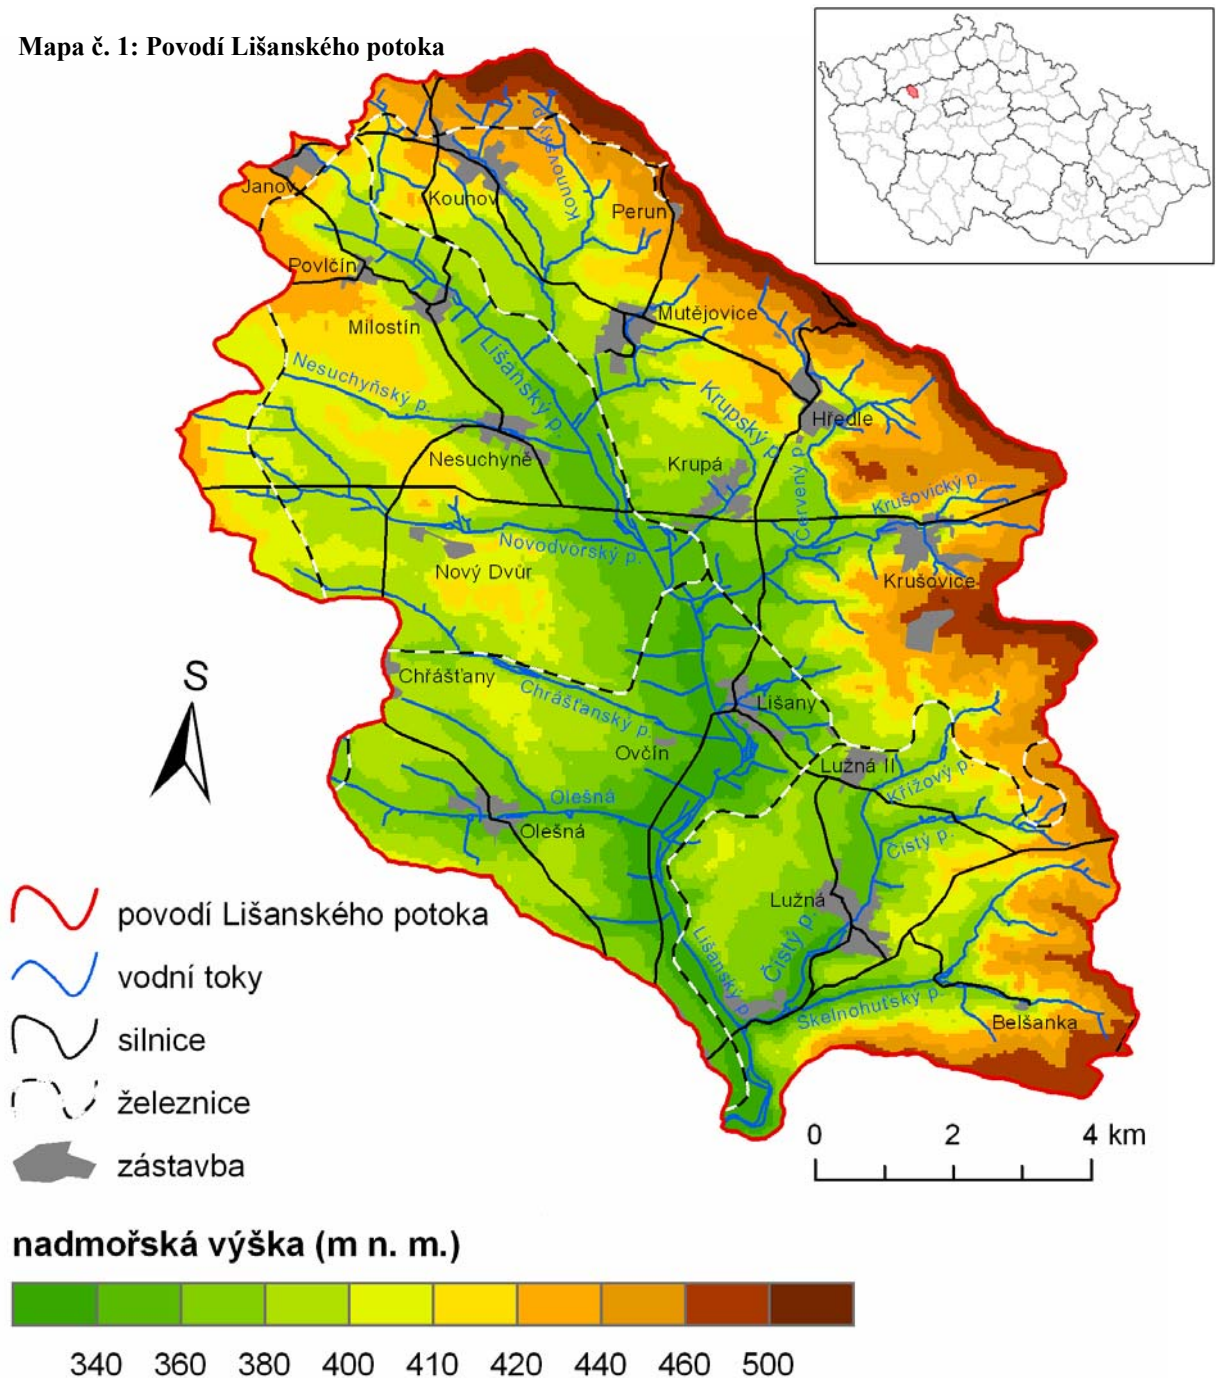 Mapa č. 1: Povodí Lišanského potoka
Kounovský p.
Janov
Kounov
Perun
Povlčín
Milostín
Mutějovice
Lišanský p.
Nesuchyňský p.
Krupský p.
Hředle
Nesuchyně
Krupá
Červený p.
Krušovický p.
Novodvorský p.
Nový Dvůr
Krušovice
S
Chřášťany
Chrášťanský p.
Lišany
Ovčín
Lužná II
Křížový p.
Olešná
Olešná
Čistý p.
Lužná
Čistý p.
Lišanský p.
Skelnohuťský p.
Belšanka
povodí Lišanského potoka
vodní toky
silnice
železnice
zástavba
0 2 4 km
nadmořská výška (m n. m.)
340 360 380 400 410 420 440 460 500